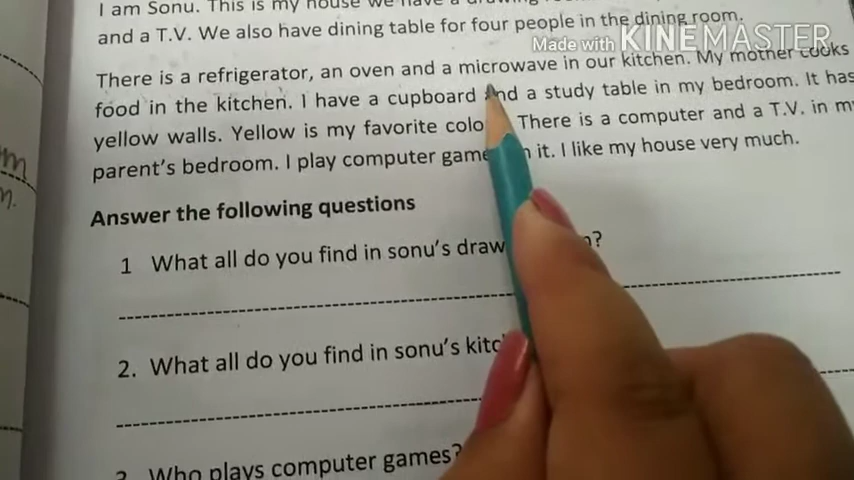 I am Sonu. This is my house we have a
and a T.V. We also have dining table for four people in the dining room.
Made with KINEMASTER
There is a refrigerator, an oven and a microwave in our kitchen. My mother cooks
food in the kitchen. I have a cupboard and a study table in my bedroom. It has
yellow walls. Yellow is my favorite colo There is a computer and a T.V. in
parent's bedroom. I play computer game it. I like my house very much.
Answer the following questions
1 What all do you find in sonu's draw ?
2. What all do you find in sonu's kitc
Who plays computer games?